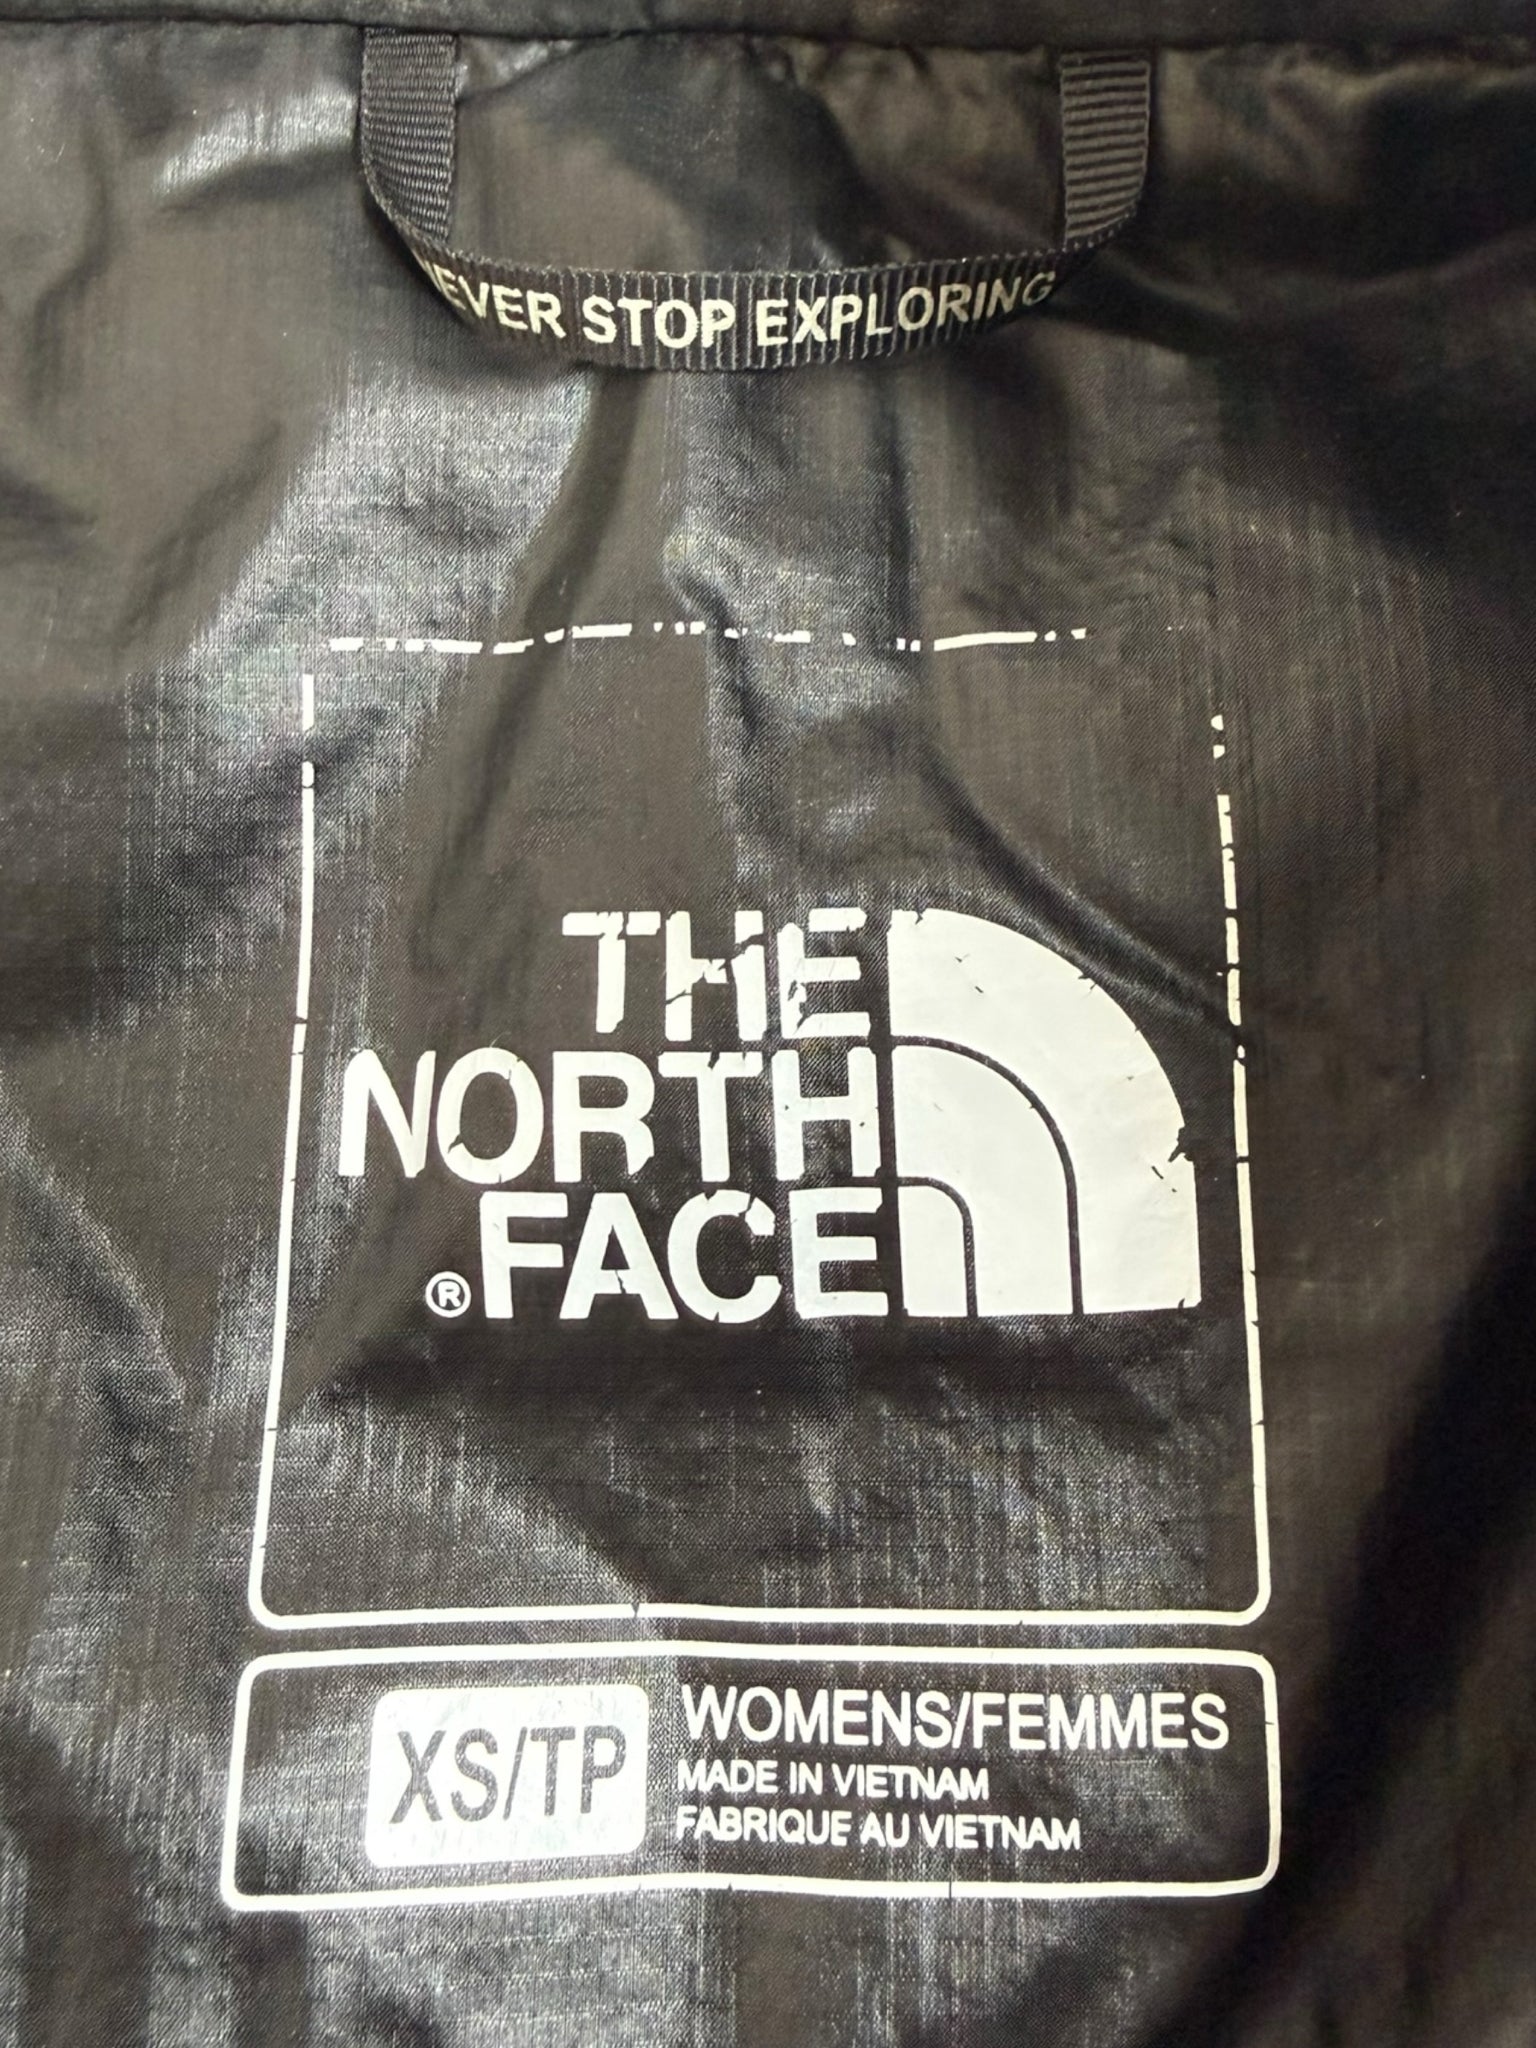 NEVER STOP EXPLORING
THE
NORTH
® FACE
XS/TP
WOMENS/FEMMES
MADE IN VIETNAM
FABRIQUE AU VIETNAM